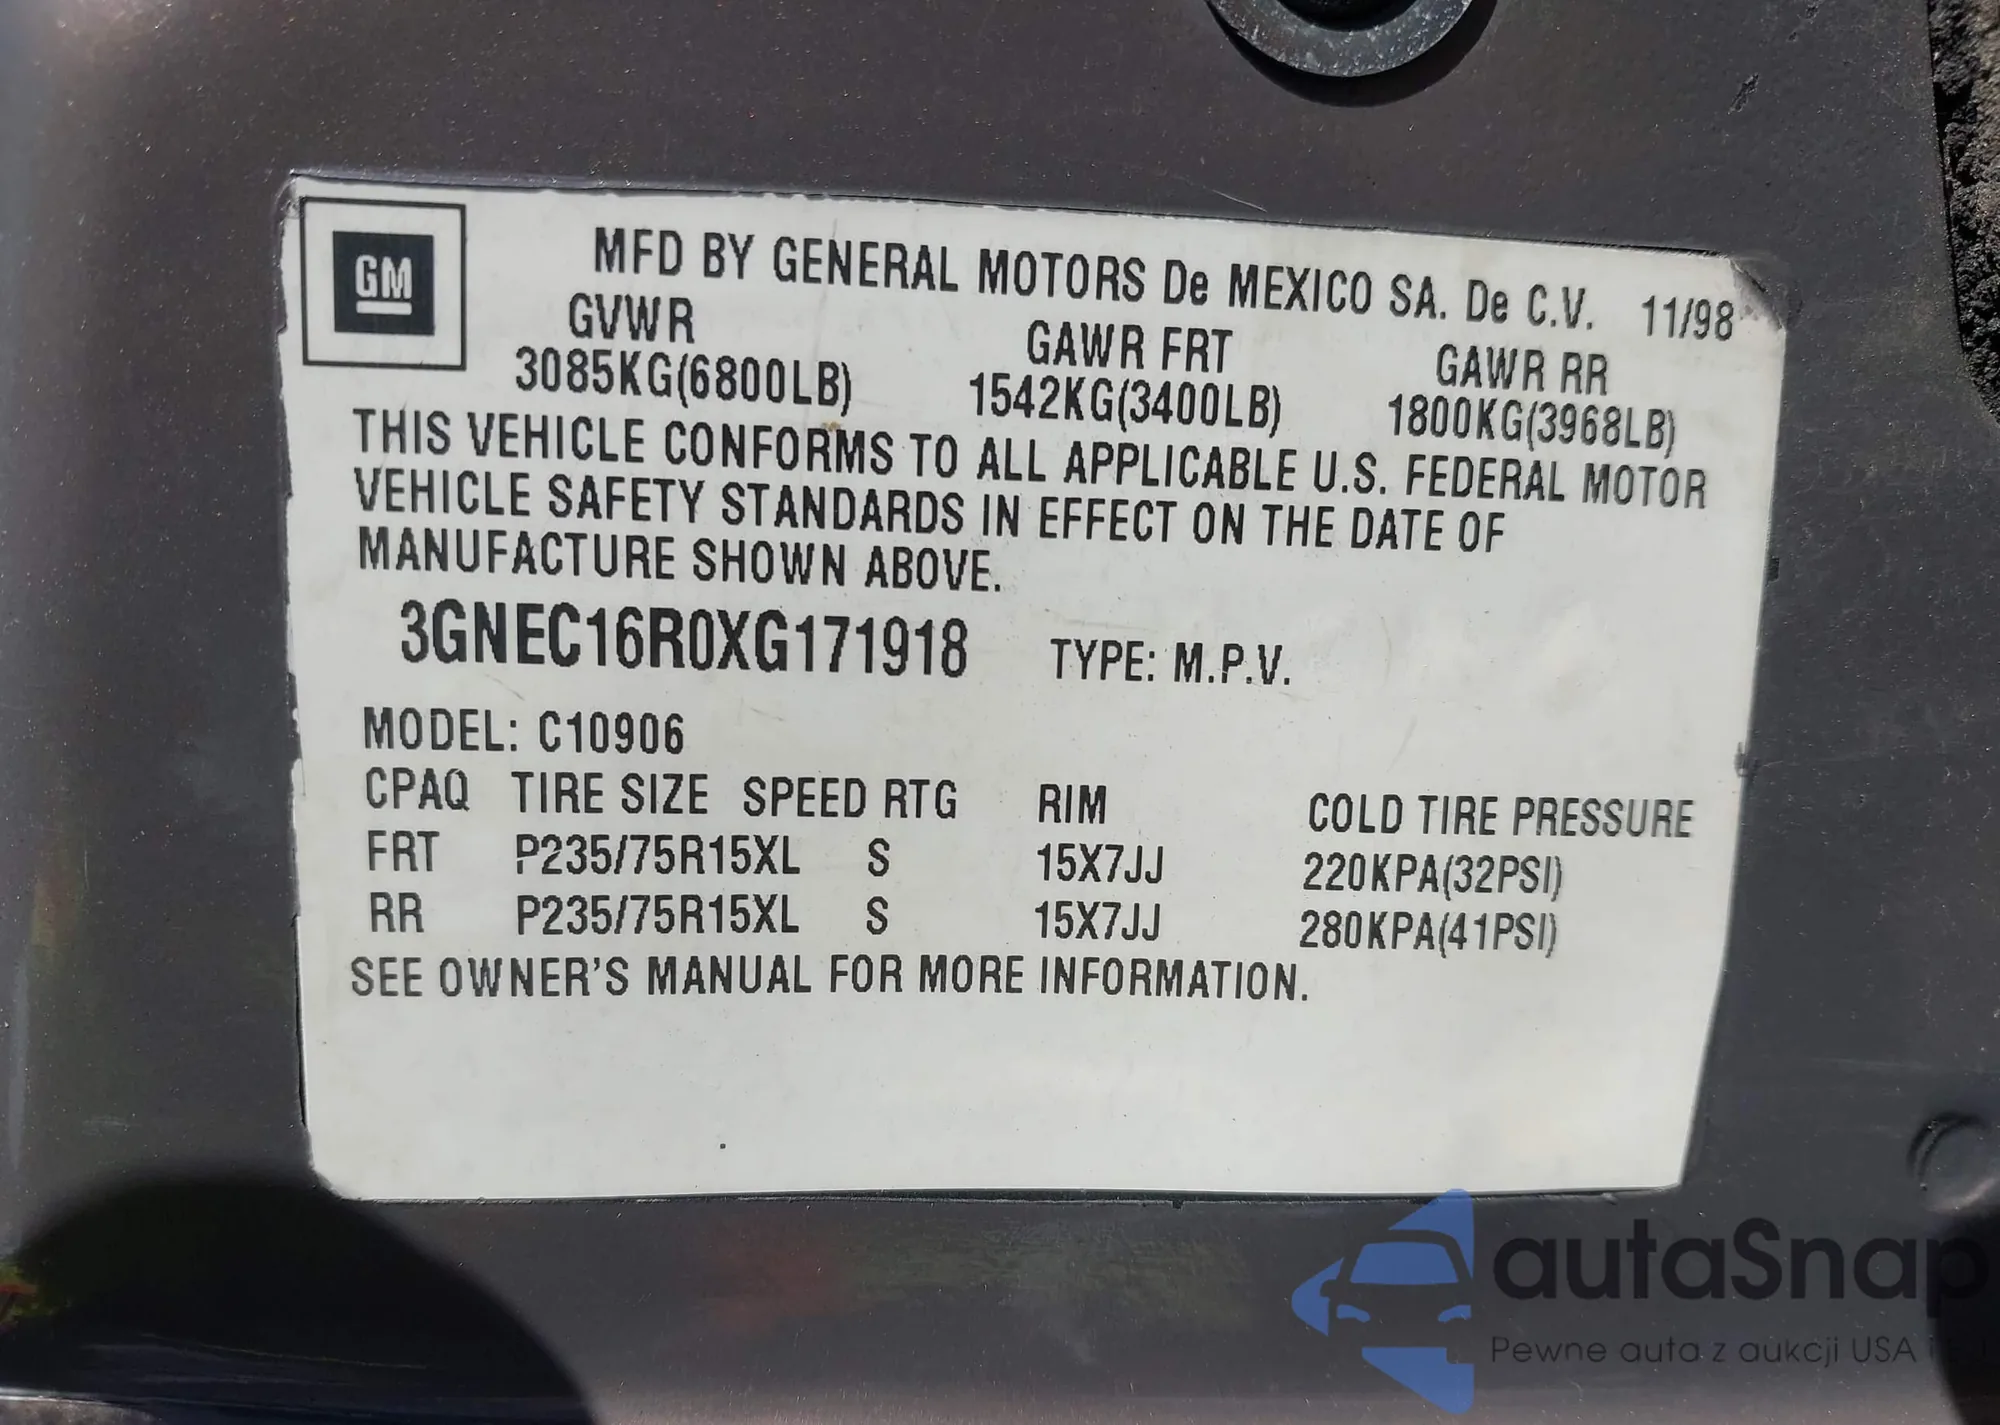 GM
MFD BY GENERAL MOTORS De MEXICO SA. De C.V. 11/98
GVWR GAWR FRT GAWR RR
3085KG(6800LB) 1542KG(3400LB) 1800KG(3968LB)
THIS VEHICLE CONFORMS TO ALL APPLICABLE U.S. FEDERAL MOTOR
VEHICLE SAFETY STANDARDS IN EFFECT ON THE DATE OF
MANUFACTURE SHOWN ABOVE.
3GNEC16R0XG171918 TYPE: M.P.V.
MODEL: C10906
CPAQ TIRE SIZE SPEED RTG RIM COLD TIRE PRESSURE
FRT P235/75R15XL S 15X7JJ 220KPA(32PSI)
RR P235/75R15XL S 15X7JJ 280KPA(41PSI)
SEE OWNER'S MANUAL FOR MORE INFORMATION.
autaSnap
Pewne auta z aukcji USA i